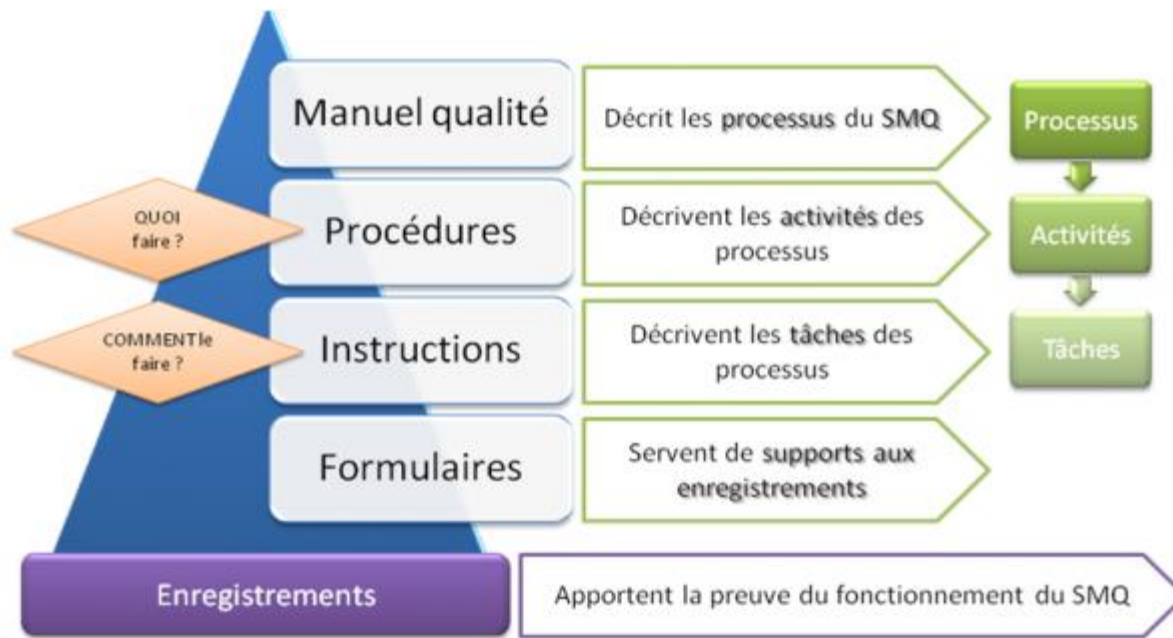 Manuel qualité
Décrit les processus du SMQ
Processus
QUOI
faire ?
Procédures
Décrivent les activités des
processus
Activités
COMMENT le
faire ?
Instructions
Décrivent les tâches des
processus
Tâches
Formulaires
Servent de supports aux
enregistrements
Enregistrements
Apportent la preuve du fonctionnement du SMQ